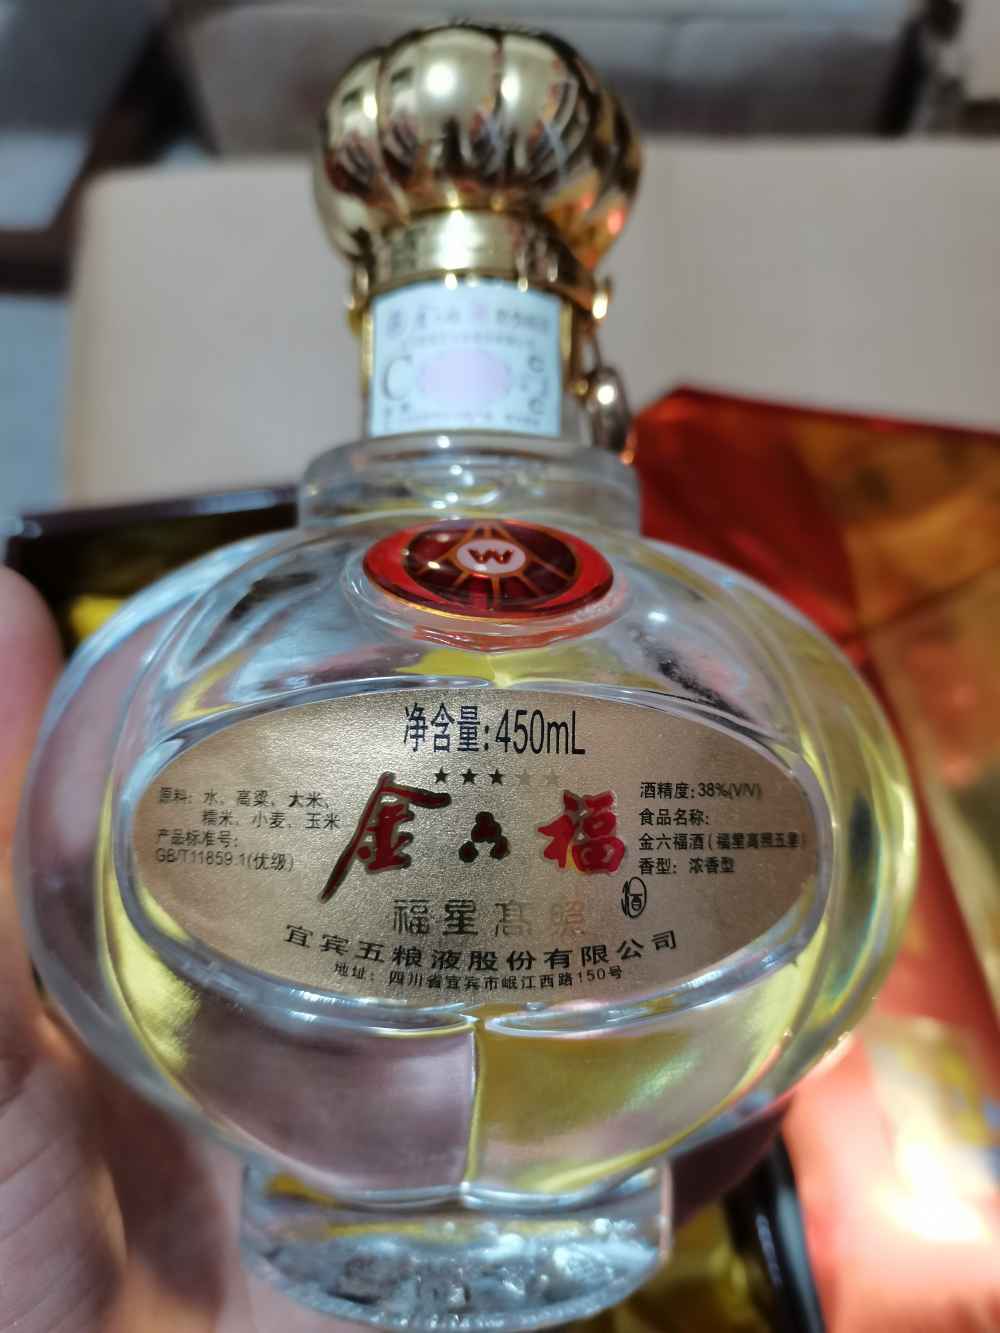 W
净含量:450mL
★★★★★
金六福
酒
福星高照
原料: 水、高粱、大米、
糯米、小麦、玉米
产品标准号:
GB/T11859.1(优级)
酒精度:38%(V/V)
食品名称:
金六福酒(福星高照五星)
香型: 浓香型
宜宾五粮液股份有限公司
地址: 四川省宜宾市岷江西路150号